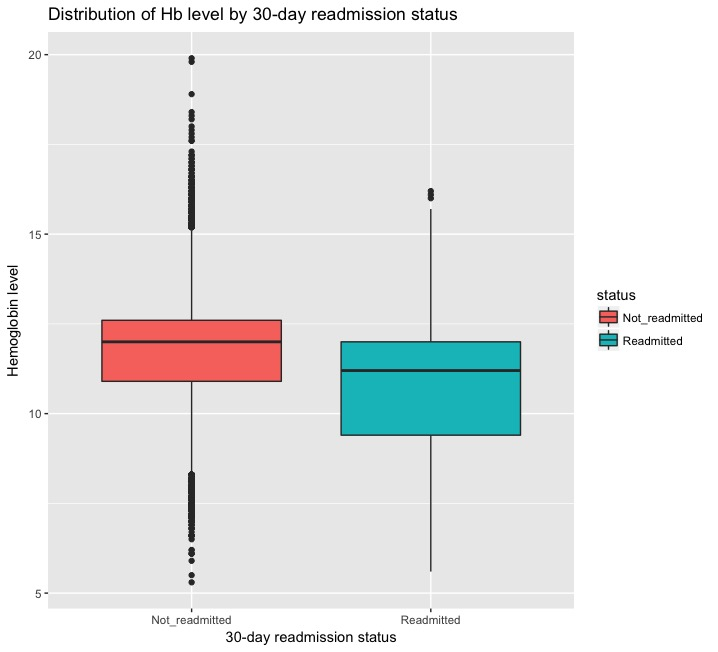 Distribution of Hb level by 30-day readmission status
20
15
10
5
Hemoglobin level
Not_readmitted
Readmitted
30-day readmission status
status
Not_readmitted
Readmitted